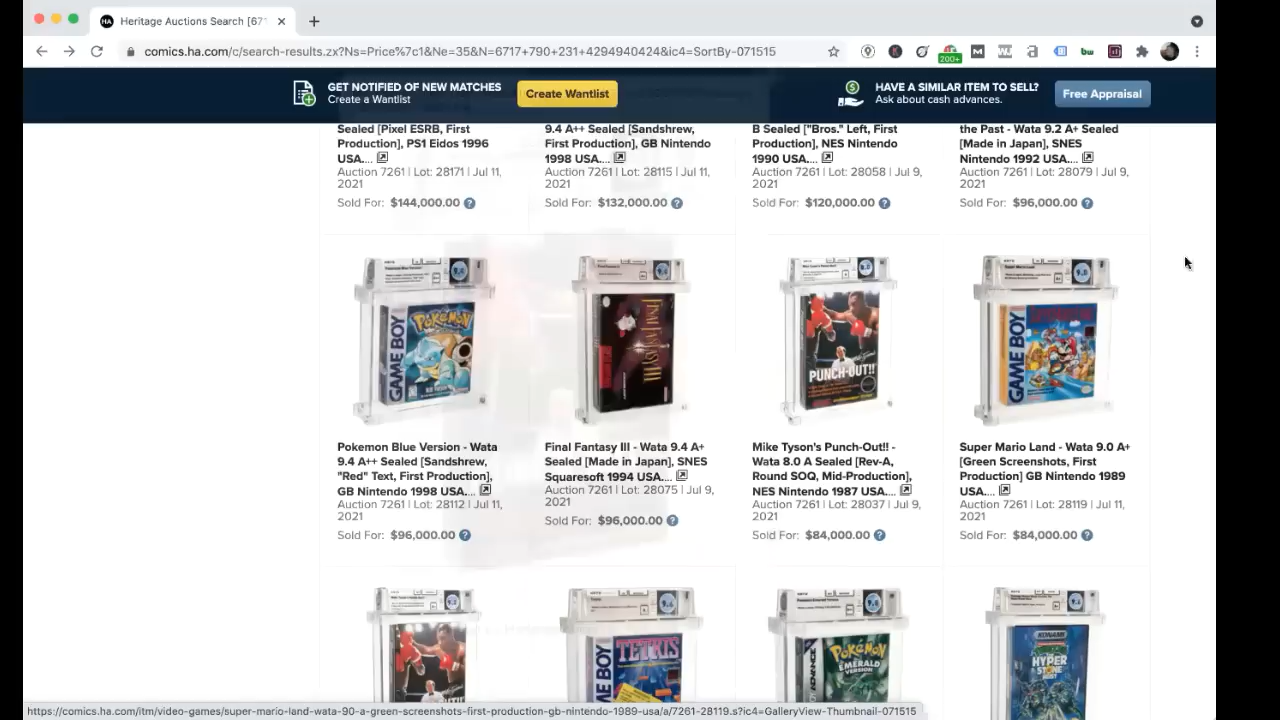 Heritage Auctions Search [671
comics.ha.com/c/search-results.zx?Ns=Price%7c1&Ne=35&N=6717+790+231+4294940424&ic4=SortBy-071515
200+
GET NOTIFIED OF NEW MATCHES
Create a Wantlist
Create Wantlist
HAVE A SIMILAR ITEM TO SELL?
Ask about cash advances.
Free Appraisal
Sealed [Pixel ESRB, First
Production], PS1 Eidos 1996
USA....
Auction 7261 | Lot: 28171 | Jul 11,
2021
Sold For: $144,000.00
9.4 A++ Sealed [Sandshrew,
First Production], GB Nintendo
1998 USA....
Auction 7261 | Lot: 28115 | Jul 11,
2021
Sold For: $132,000.00
B Sealed ["Bros." Left, First
Production], NES Nintendo
1990 USA....
Auction 7261 | Lot: 28058 | Jul 9,
2021
Sold For: $120,000.00
the Past - Wata 9.2 A+ Sealed
[Made in Japan], SNES
Nintendo 1992 USA....
Auction 7261 | Lot: 28079 | Jul 9,
2021
Sold For: $96,000.00
GAME BOY
POKéMON
FINAL FANTASY III
PUNCH-OUT!!
GAME BOY
Pokemon Blue Version - Wata
9.4 A++ Sealed [Sandshrew,
"Red" Text, First Production],
GB Nintendo 1998 USA....
Auction 7261 | Lot: 28112 | Jul 11,
2021
Sold For: $96,000.00
Final Fantasy III - Wata 9.4 A+
Sealed [Made in Japan], SNES
Squaresoft 1994 USA....
Auction 7261 | Lot: 28075 | Jul 9,
2021
Sold For: $96,000.00
Mike Tyson's Punch-Out!! -
Wata 8.0 A Sealed [Rev-A,
Round SOQ, Mid-Production],
NES Nintendo 1987 USA....
Auction 7261 | Lot: 28037 | Jul 9,
2021
Sold For: $84,000.00
Super Mario Land - Wata 9.0 A+
[Green Screenshots, First
Production] GB Nintendo 1989
USA....
Auction 7261 | Lot: 28119 | Jul 11,
2021
Sold For: $84,000.00
BOY
TETRIS
ADVANCE
POKéMON
EMERALD
VERSION
KONAMI
HYPER
STONE
https://comics.ha.com/itm/video-games/super-mario-land-wata-90-a-green-screenshots-first-production-gb-nintendo-1989-usa/a/7261-28119.s?ic4=GalleryView-Thumbnail-071515